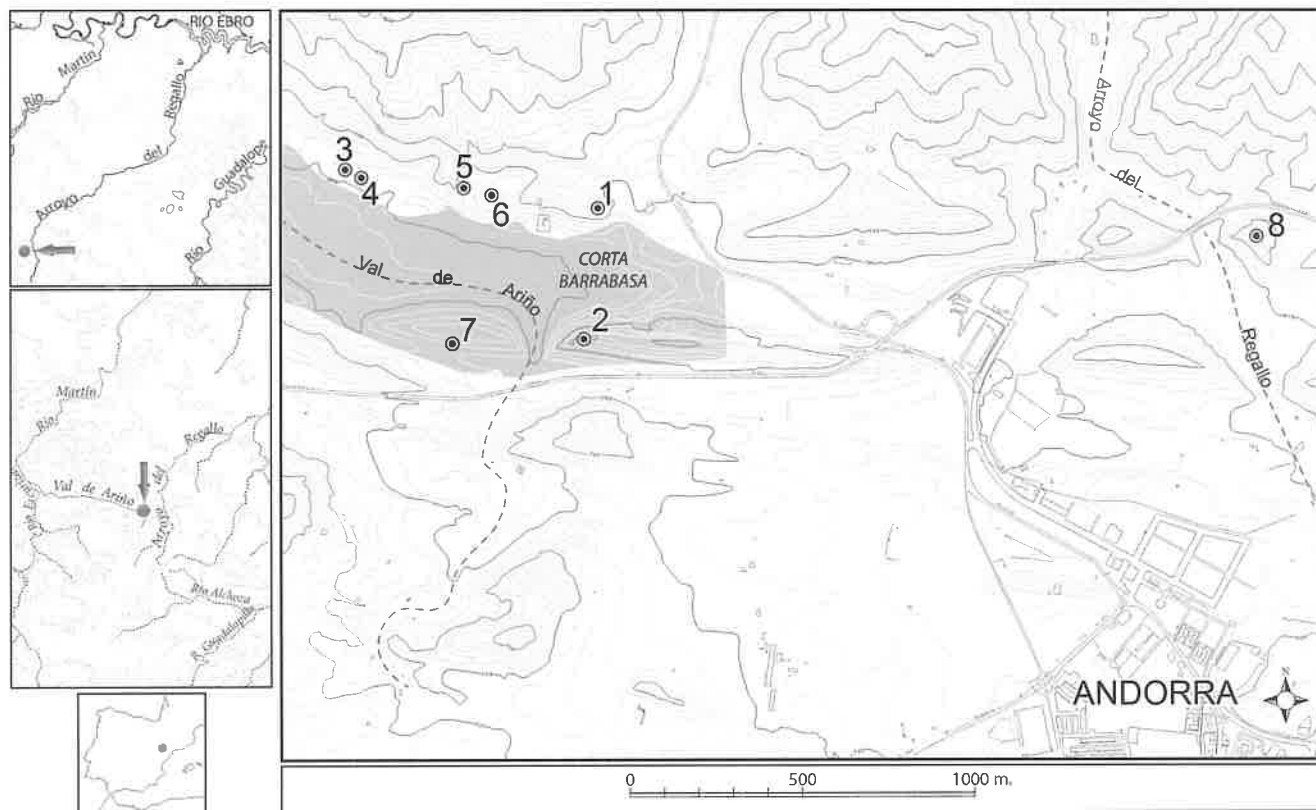 RIO EBRO
Río Martín
Arroyo del Regallo
Río Guadalope
Río Martín
Val de Ariño
Arroyo del Regallo
R. Guadalopillo
3
4
5
6
1
8
7
2
Arroyo del
Regallo
CORTA
BARRABASA
Val de Ariño
ANDORRA
N
0 500 1000 m.